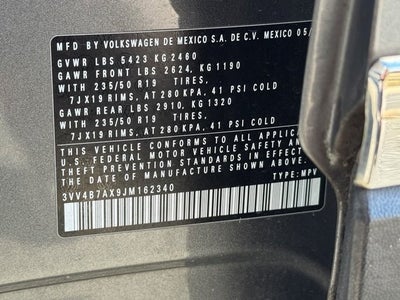 MFD BY VOLKSWAGEN DE MEXICO S.A. DE C.V. MEXICO 05/
GVWR LBS 5423 KG 2460
GAWR FRONT LBS 2624, KG 1190
WITH 235/50 R19 TIRES,
7JX19 RIMS, AT 280 KPA, 41 PSI COLD
GAWR REAR LBS 2910, KG 1320
WITH 235/50 R19 TIRES,
7JX19 RIMS, AT 280 KPA, 41 PSI COLD
THIS VEHICLE CONFORMS TO ALL APPLICA
U.S. FEDERAL MOTOR VEHICLE SAFETY AND
THEFT PREVENTION STANDARDS IN EFFECT
THE DATE OF MANUFACTURE SHOWN ABOVE.
3VV4B7AX9JM162340 TYPE: MPV